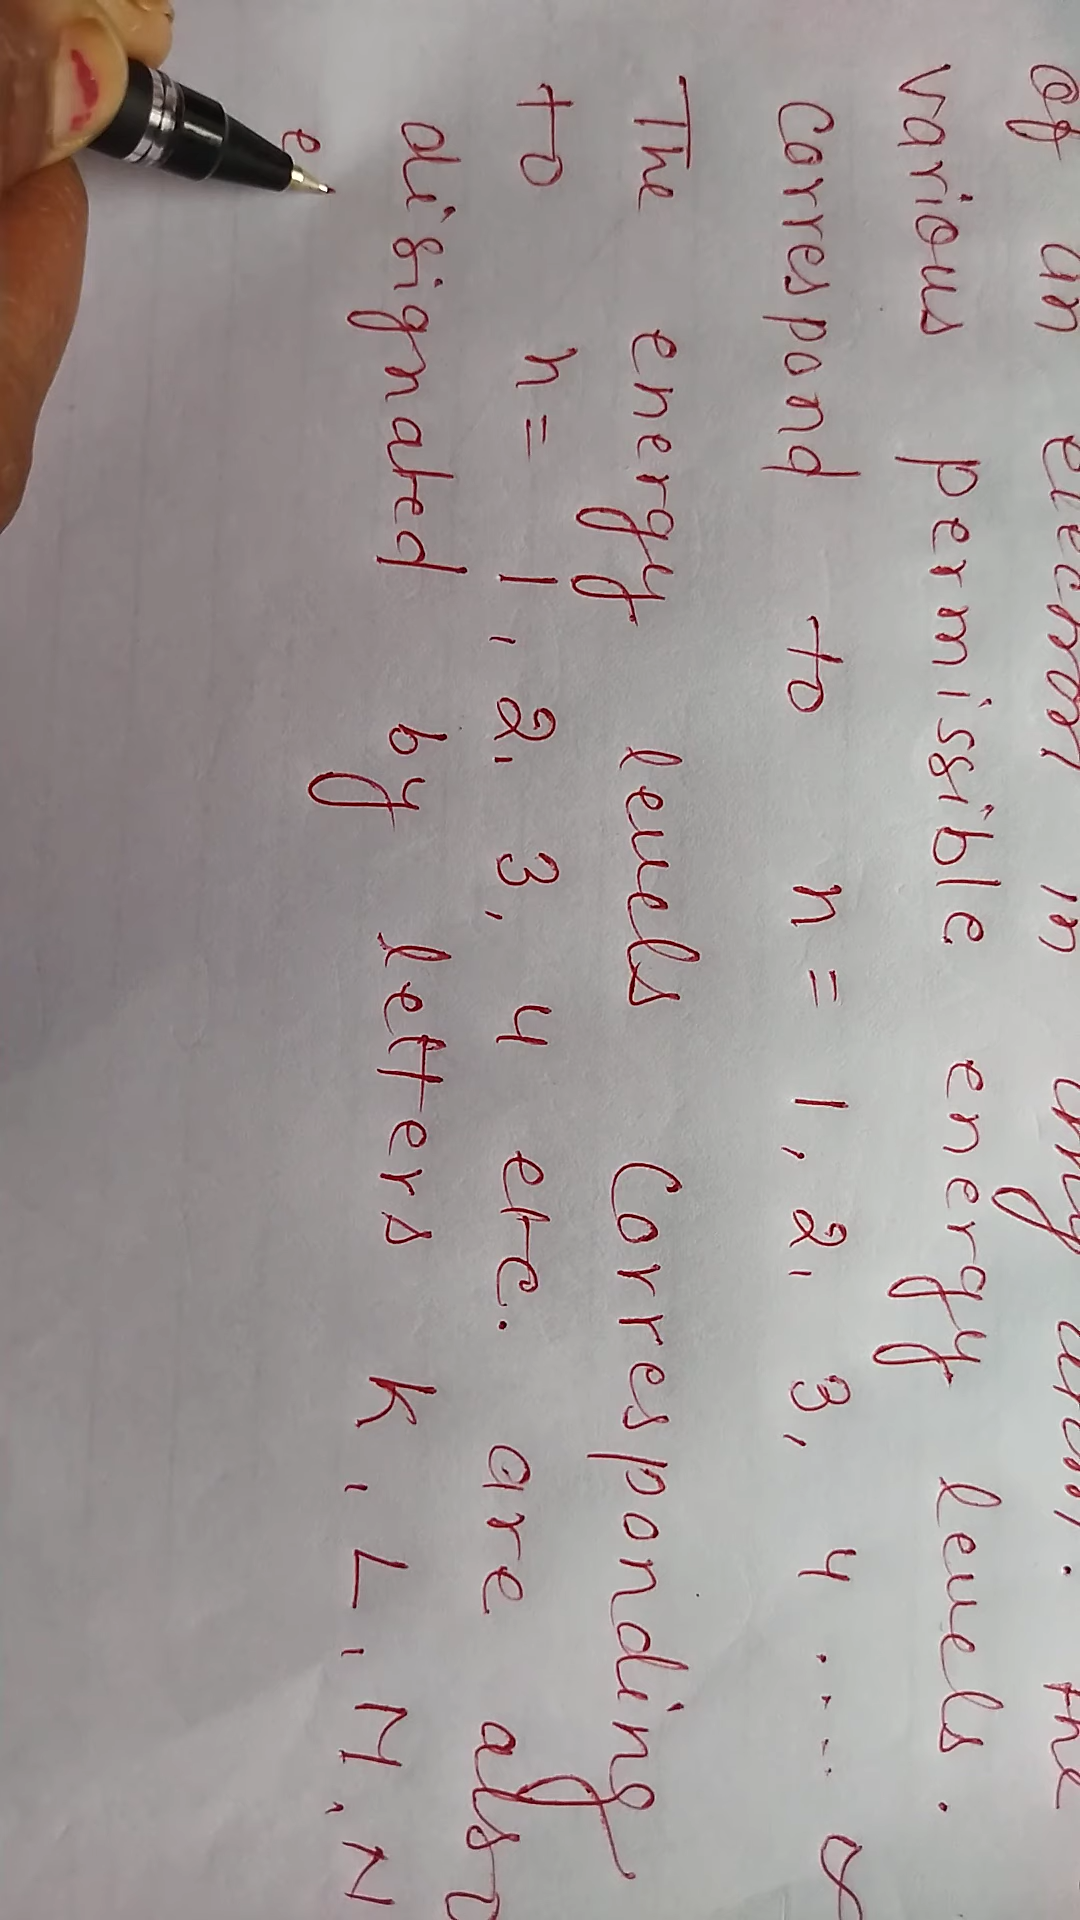 of an electron in any atom. the
various permissible energy levels.
correspond to n = 1, 2, 3, 4 ..... ∝
The energy levels corresponding
to n = 1, 2, 3, 4 etc. are also
disignated by letters K, L, M, N
e